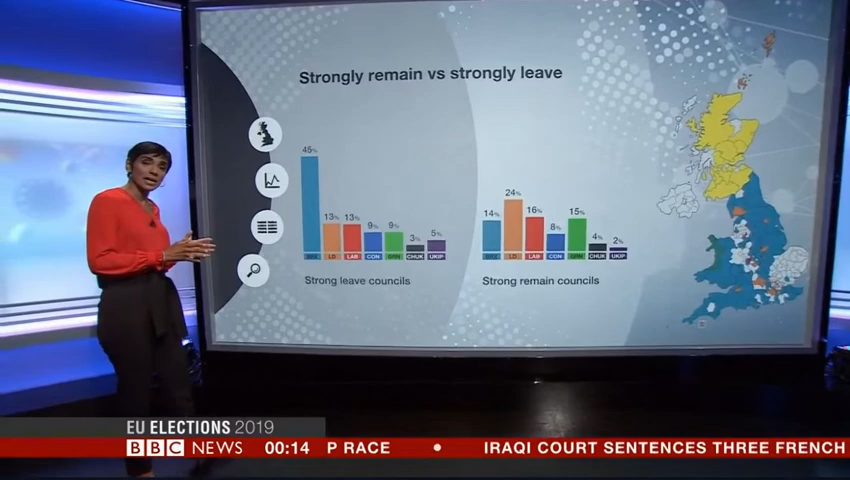 Strongly remain vs strongly leave
45%
13%
13%
9%
9%
3%
5%
LD
LAB
CON
GRN
CHUK
UKIP
Strong leave councils
14%
24%
16%
8%
15%
4%
2%
LD
LAB
CON
GRN
CHUK
UKIP
Strong remain councils
EU ELECTIONS 2019
BBC NEWS 00:14 P RACE • IRAQI COURT SENTENCES THREE FRENCH